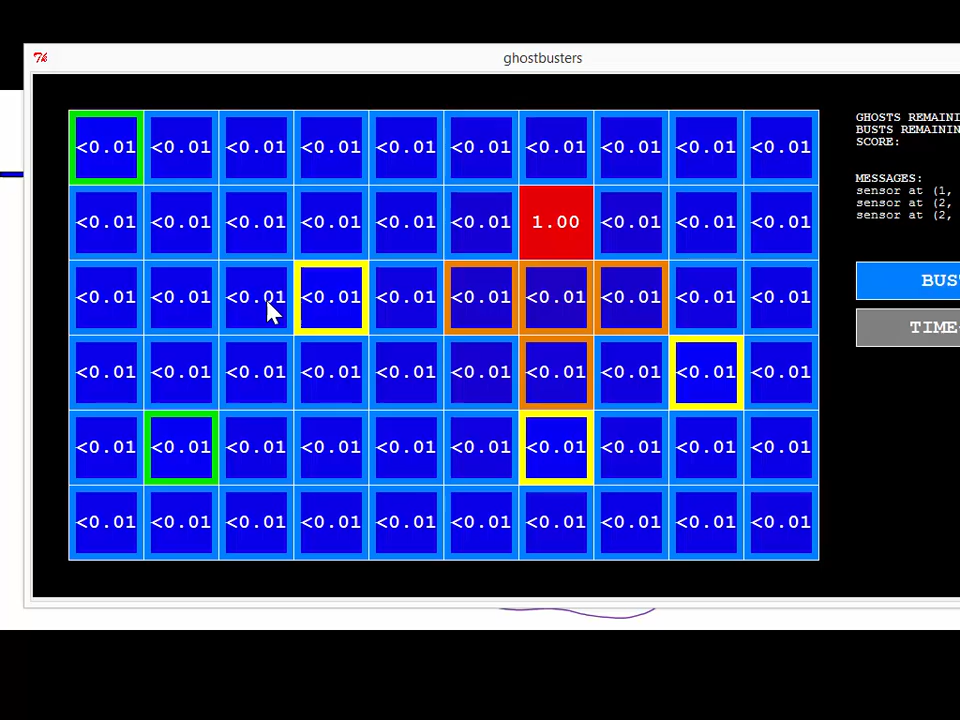 ghostbusters
<0.01 <0.01 <0.01 <0.01 <0.01 <0.01 <0.01 <0.01 <0.01 <0.01
<0.01 <0.01 <0.01 <0.01 <0.01 <0.01 1.00 <0.01 <0.01 <0.01
<0.01 <0.01 <0.01 <0.01 <0.01 <0.01 <0.01 <0.01 <0.01 <0.01
<0.01 <0.01 <0.01 <0.01 <0.01 <0.01 <0.01 <0.01 <0.01 <0.01
<0.01 <0.01 <0.01 <0.01 <0.01 <0.01 <0.01 <0.01 <0.01 <0.01
<0.01 <0.01 <0.01 <0.01 <0.01 <0.01 <0.01 <0.01 <0.01 <0.01
GHOSTS REMAINI
BUSTS REMAININ
SCORE:
MESSAGES:
sensor at (1,
sensor at (2,
sensor at (2,
BUS
TIME